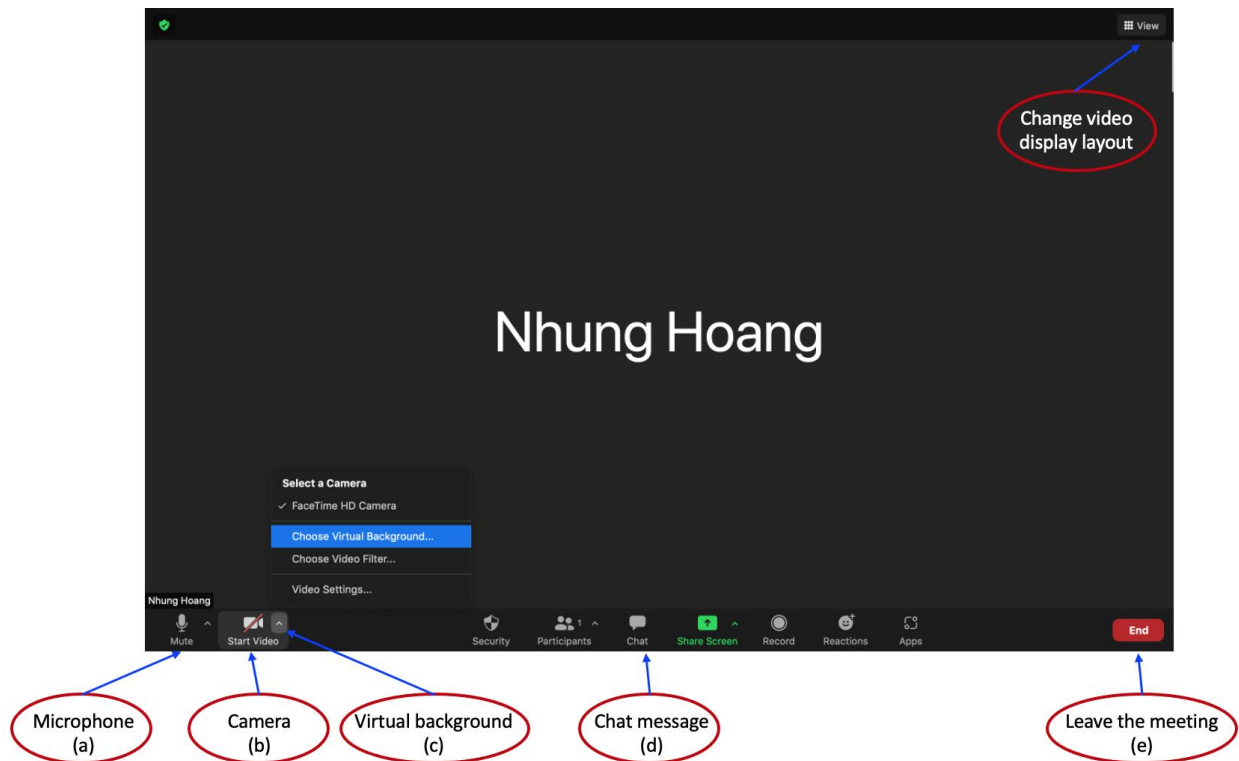 View
Change video
display layout
Nhung Hoang
Select a Camera
✓ FaceTime HD Camera
Choose Virtual Background...
Choose Video Filter...
Video Settings...
Nhung Hoang
1
Mute
Start Video
Security
Participants
Chat
Share Screen
Record
Reactions
Apps
End
Microphone
(a)
Camera
(b)
Virtual background
(c)
Chat message
(d)
Leave the meeting
(e)